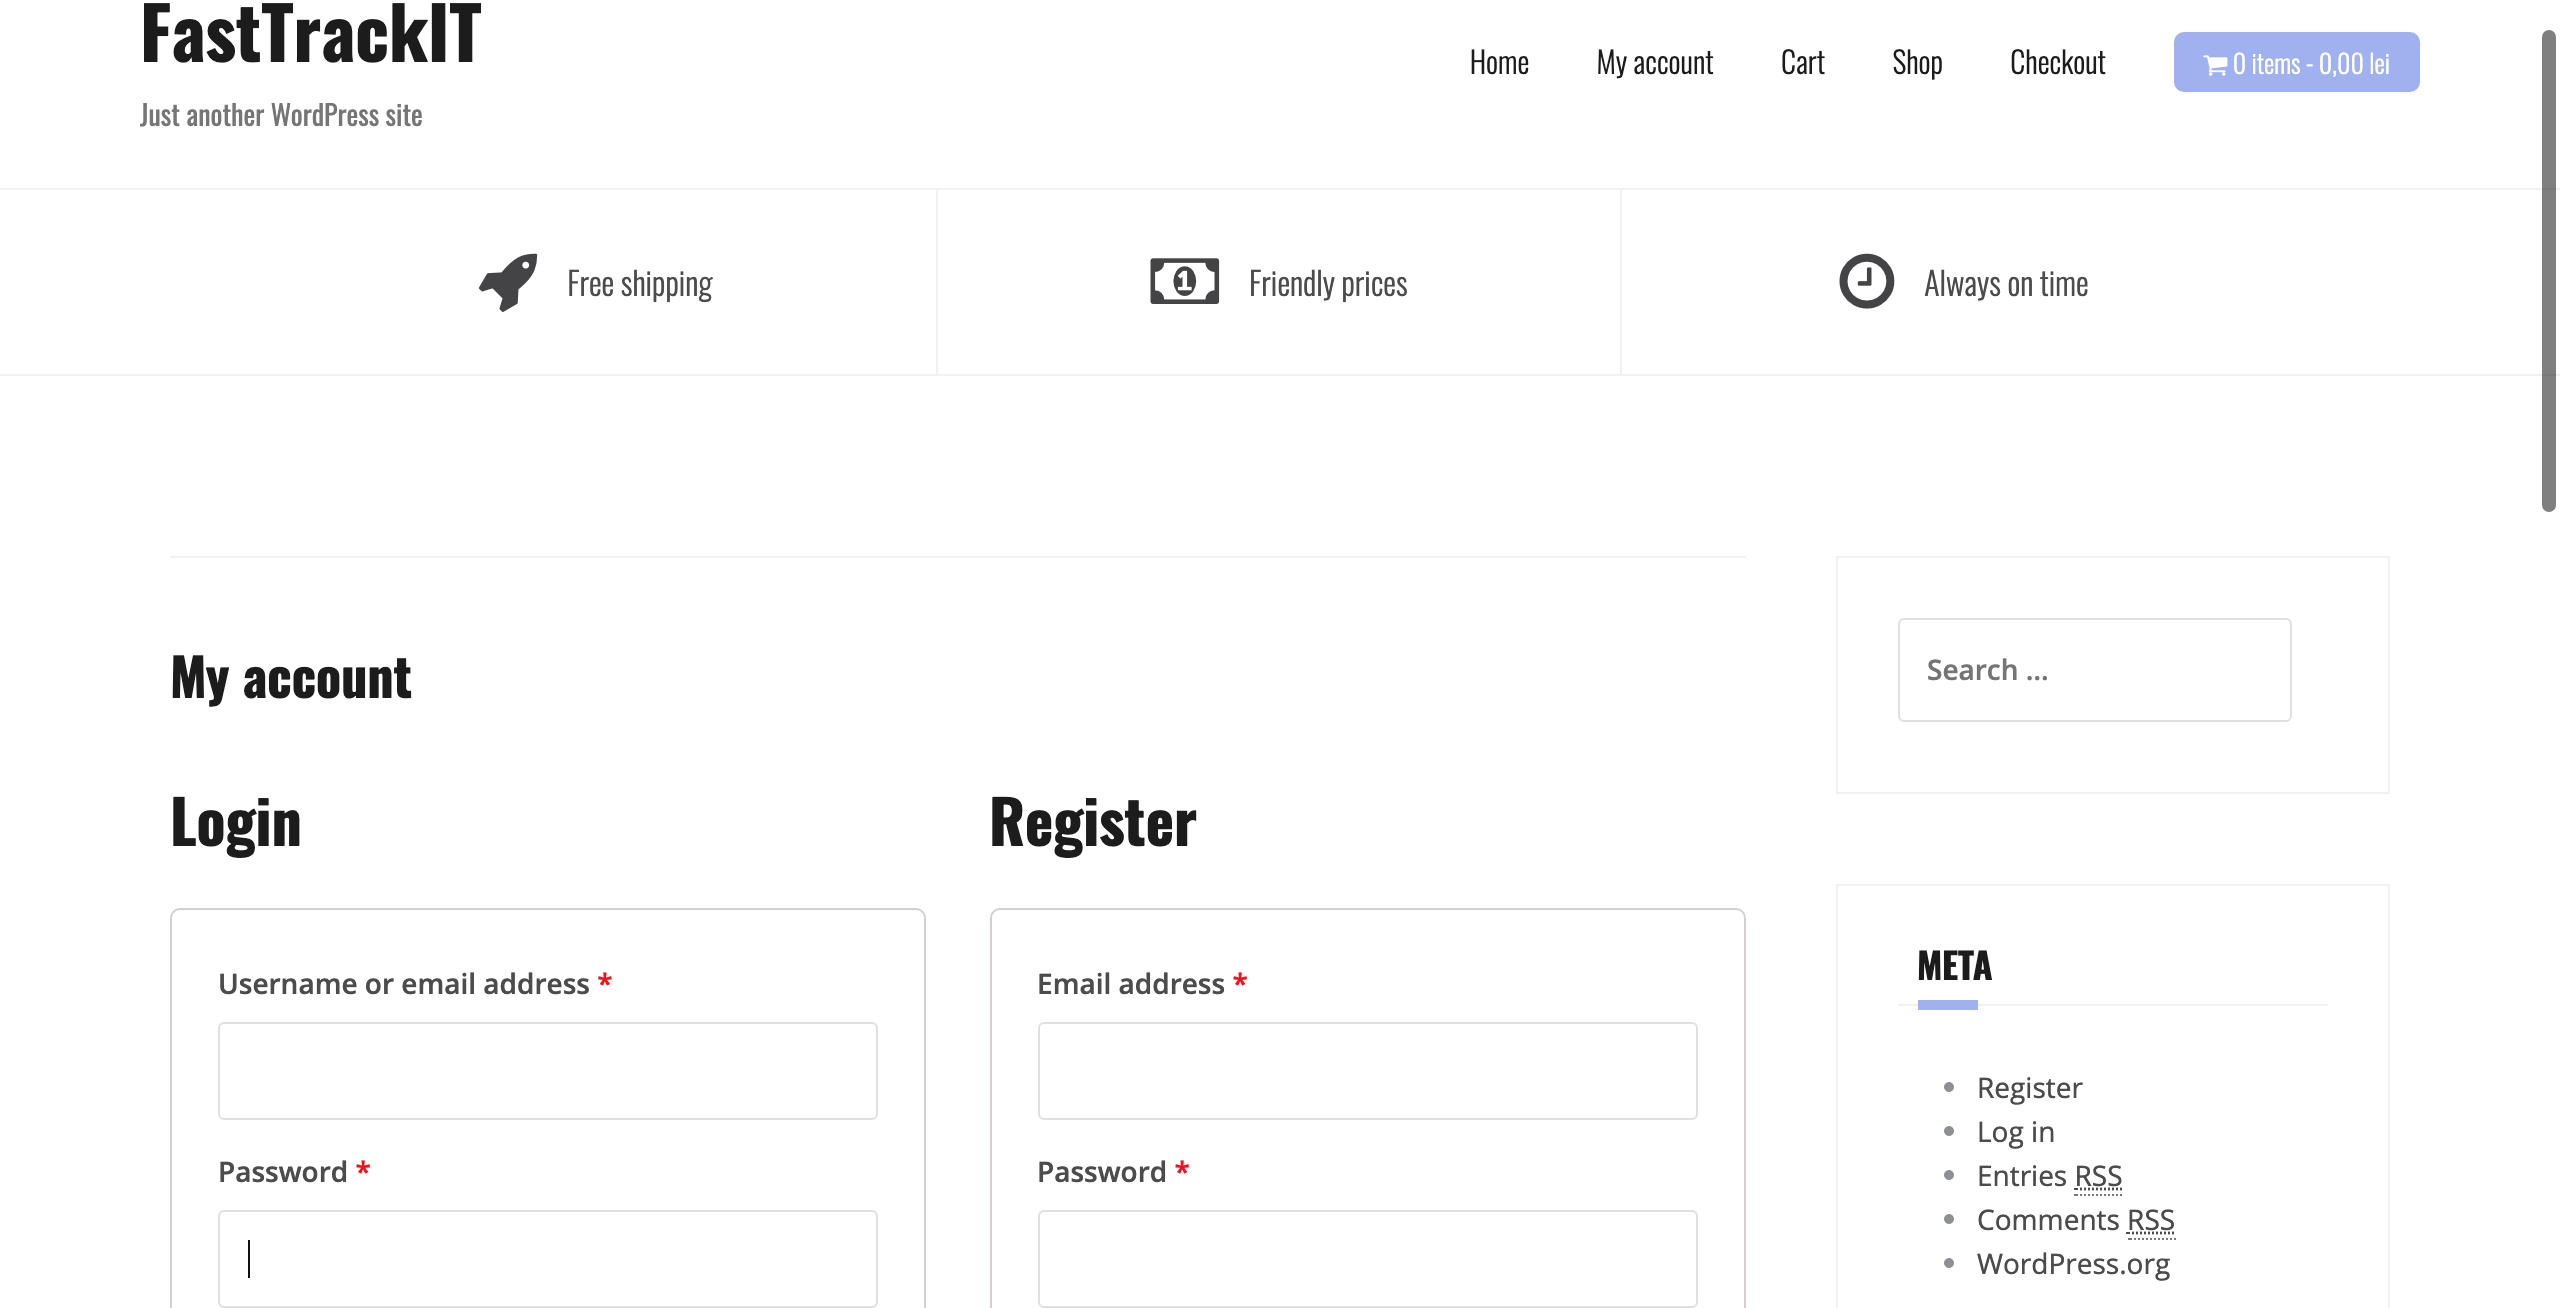 FastTrackIT
Just another WordPress site
Home
My account
Cart
Shop
Checkout
0 items - 0,00 lei
Free shipping
1
Friendly prices
Always on time
My account
Login
Username or email address *
Password *
Register
Email address *
Password *
Search ...
META
Register
Log in
Entries RSS
Comments RSS
WordPress.org